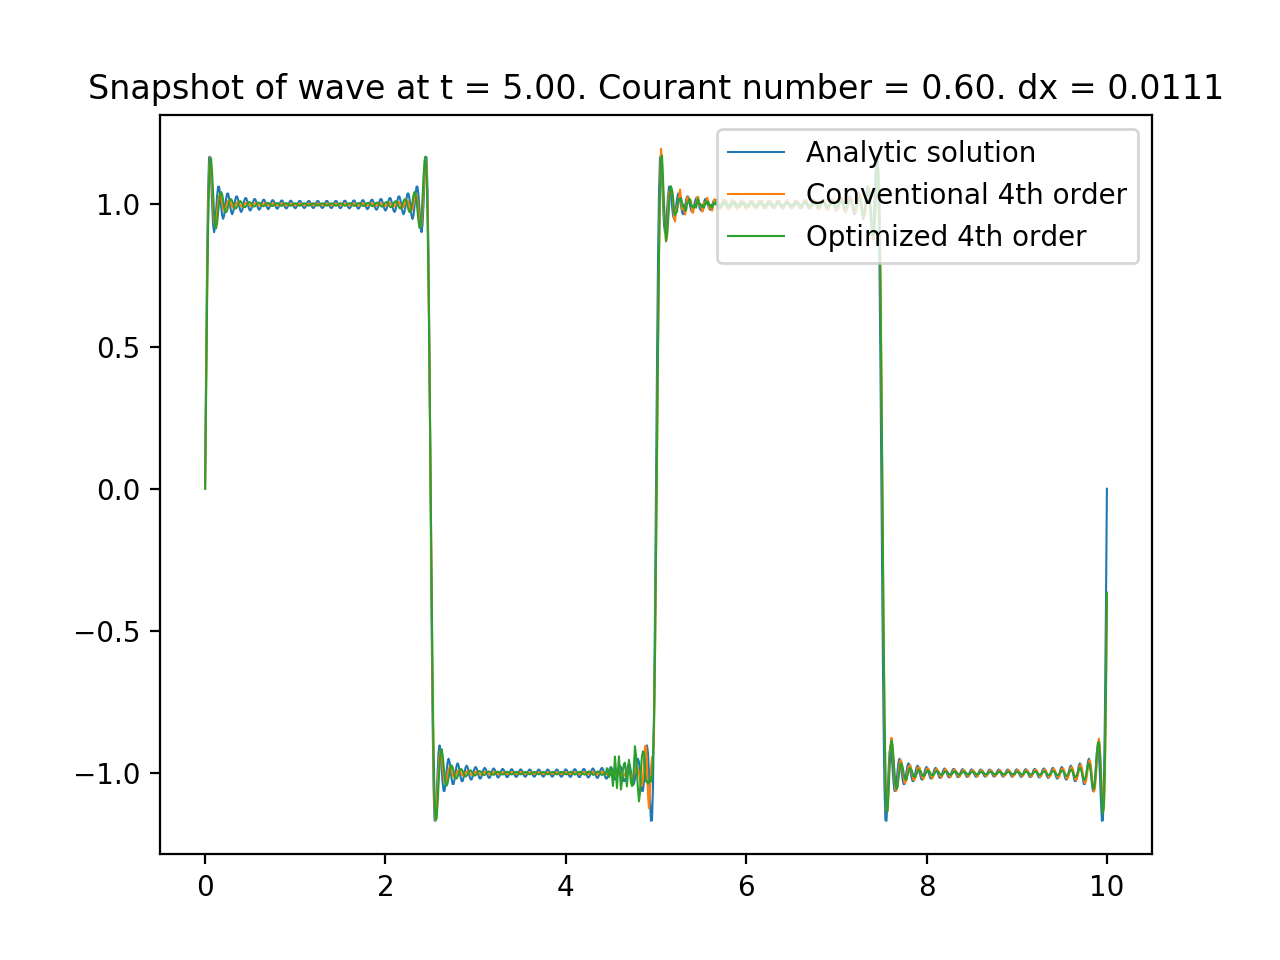 Snapshot of wave at t = 5.00. Courant number = 0.60. dx = 0.0111
Analytic solution
Conventional 4th order
Optimized 4th order
1.0
0.5
0.0
−0.5
−1.0
0 2 4 6 8 10